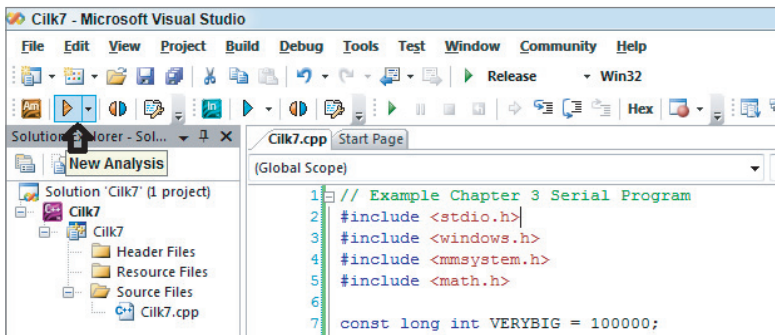 Cilk7 - Microsoft Visual Studio
File Edit View Project Build Debug Tools Test Window Community Help
Release Win32
Am In Hex
Solution Explorer - Sol...
New Analysis
Cilk7.cpp Start Page
(Global Scope)
Solution 'Cilk7' (1 project)
Cilk7
Cilk7
Header Files
Resource Files
Source Files
Cilk7.cpp
1 // Example Chapter 3 Serial Program
2 #include <stdio.h>
3 #include <windows.h>
4 #include <mmsystem.h>
5 #include <math.h>
6
7 const long int VERYBIG = 100000;